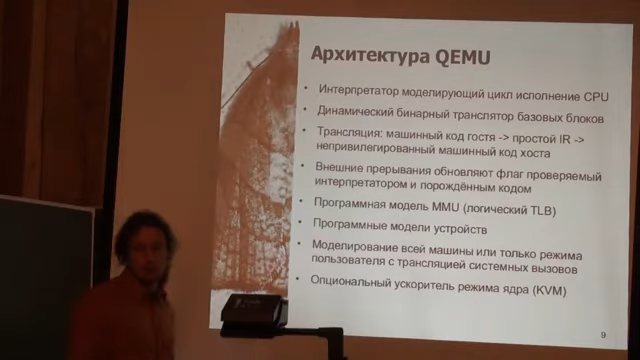 Архитектура QEMU
• Интерпретатор моделирующий цикл исполнение CPU
• Динамический бинарный транслятор базовых блоков
• Трансляция: машинный код гостя -> простой IR ->
непривилегированный машинный код хоста
• Внешние прерывания обновляют флаг проверяемый
интерпретатором и порождённым кодом
• Программная модель MMU (логический TLB)
• Программные модели устройств
• Моделирование всей машины или только режима
пользователя с трансляцией системных вызовов
• Опциональный ускоритель режима ядра (KVM)
9